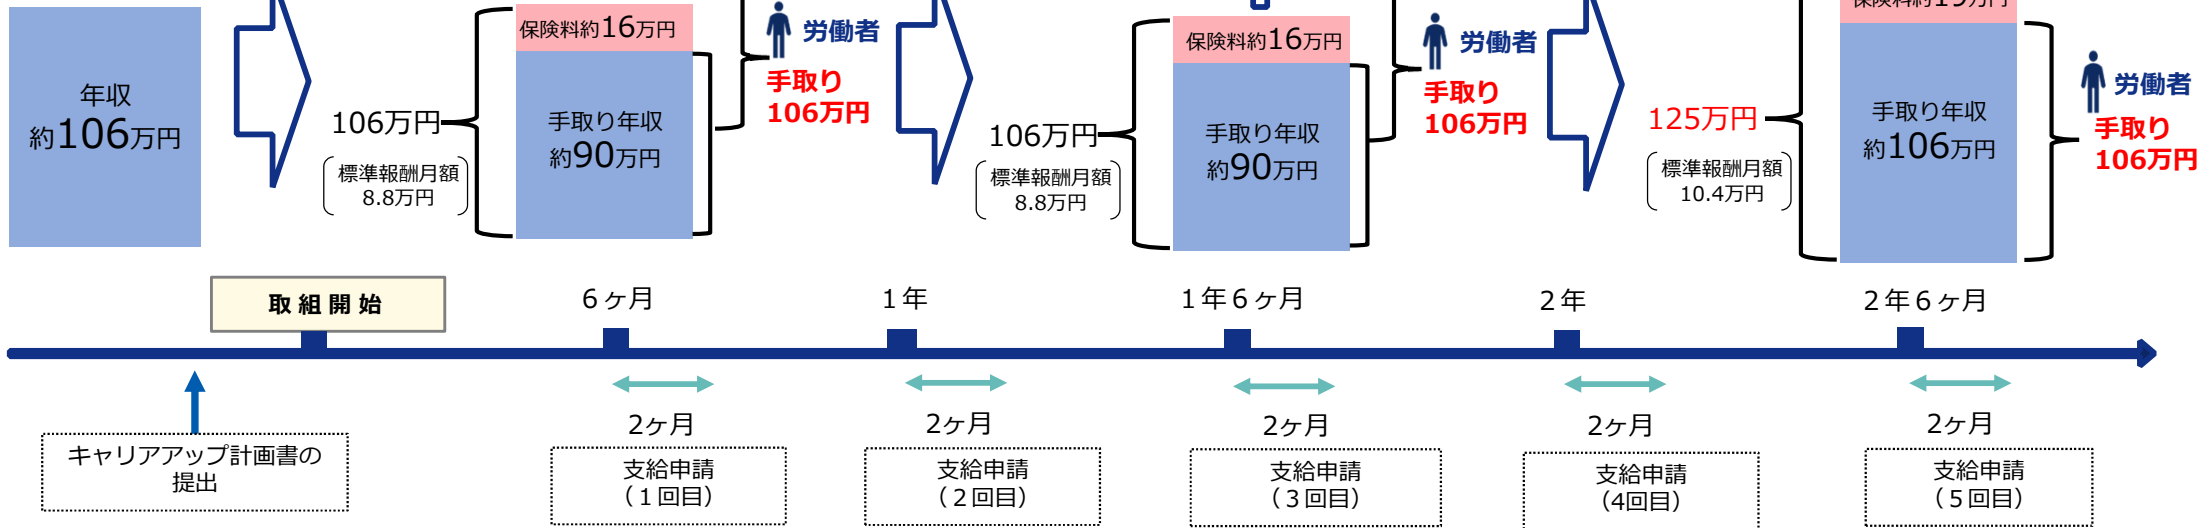 年収
約106万円
保険料約16万円
手取り年収
約90万円
106万円
標準報酬月額
8.8万円
労働者
手取り
106万円
保険料約16万円
手取り年収
約90万円
106万円
標準報酬月額
8.8万円
労働者
手取り
106万円
手取り年収
約106万円
125万円
標準報酬月額
10.4万円
労働者
手取り
106万円
取組開始
6ヶ月
1年
1年6ヶ月
2年
2年6ヶ月
キャリアアップ計画書の
提出
2ヶ月
支給申請
(1回目)
2ヶ月
支給申請
(2回目)
2ヶ月
支給申請
(3回目)
2ヶ月
支給申請
(4回目)
2ヶ月
支給申請
(5回目)